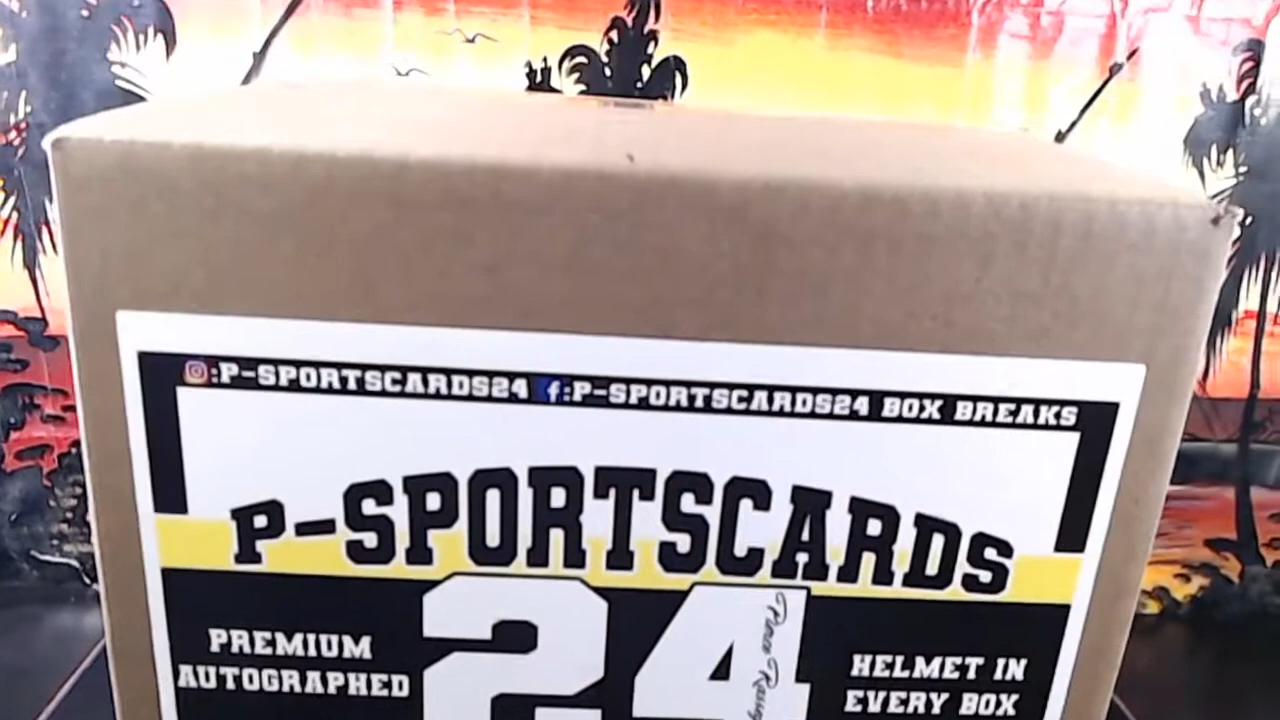 :P-SPORTSCARDS24 f:P-SPORTSCARDS24 BOX BREAKS
P-SPORTSCARDS
24
PREMIUM
AUTOGRAPHED
HELMET IN
EVERY BOX